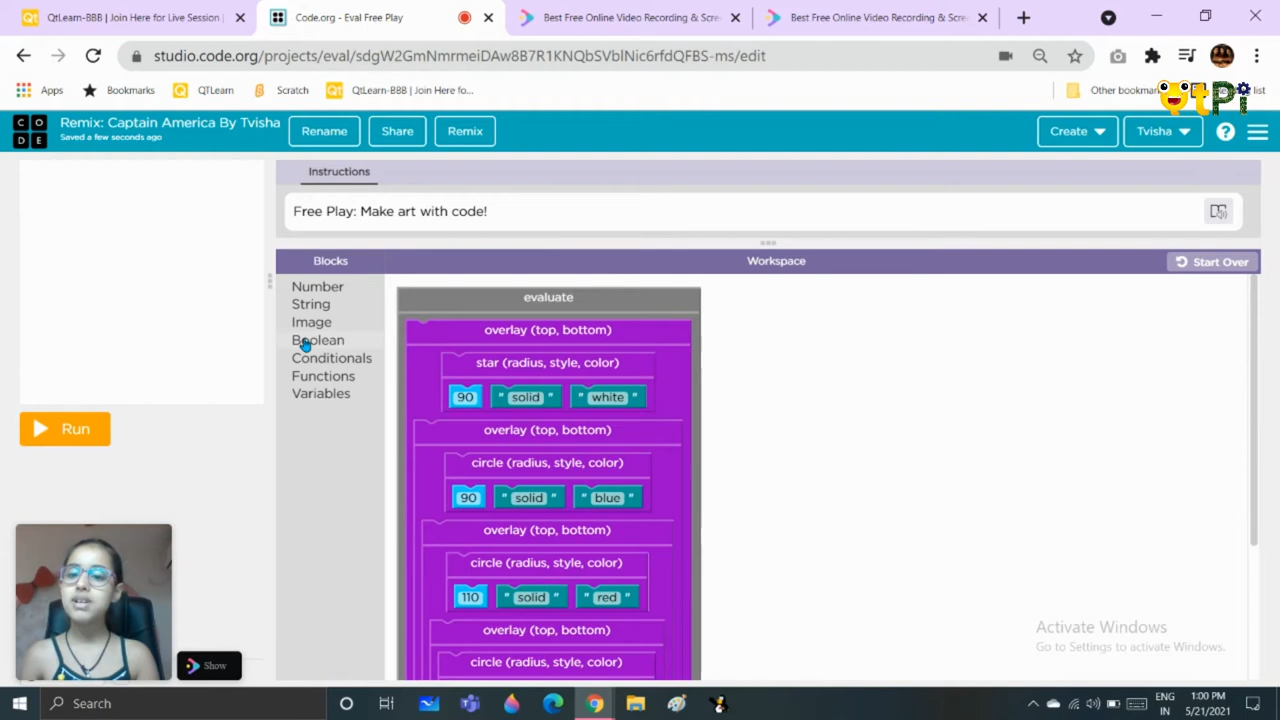 QtLearn-BBB | Join Here for Live Session |
Code.org - Eval Free Play
Best Free Online Video Recording & Scre
Best Free Online Video Recording & Scre
studio.code.org/projects/eval/sdgW2GmNmrmeiDAw8B7R1KNQbSVblNic6rfdQFBS-ms/edit
Apps
Bookmarks
QTLearn
Scratch
QtLearn-BBB | Join Here fo...
Other bookmar
list
QtPi
CODE
Remix: Captain America By Tvisha
Saved a few seconds ago
Rename
Share
Remix
Create
Tvisha
?
Instructions
Free Play: Make art with code!
Blocks
Workspace
Start Over
Number
String
Image
Boolean
Conditionals
Functions
Variables
evaluate
overlay (top, bottom)
star (radius, style, color)
90 "solid" "white"
overlay (top, bottom)
circle (radius, style, color)
90 "solid" "blue"
overlay (top, bottom)
circle (radius, style, color)
110 "solid" "red"
overlay (top, bottom)
circle (radius, style, color)
Run
Show
Activate Windows
Go to Settings to activate Windows.
Search
ENG
IN
1:00 PM
5/21/2021